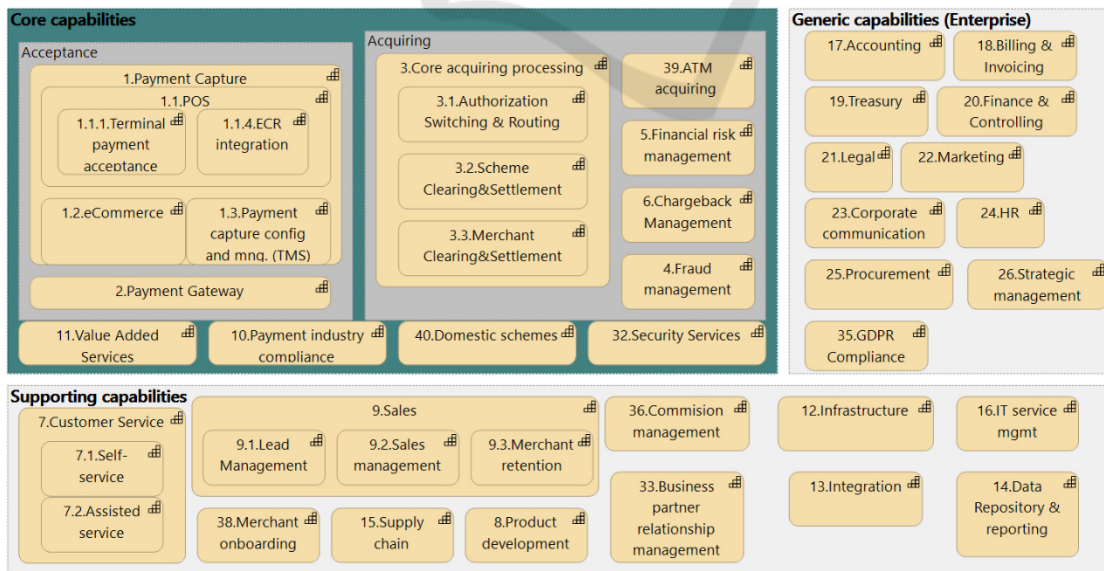 Core capabilities
Acceptance
1.Payment Capture
1.1.POS
1.1.1.Terminal
payment
acceptance
1.1.4.ECR
integration
1.2.eCommerce
1.3.Payment
capture config
and mng. (TMS)
2.Payment Gateway
Acquiring
3.Core acquiring processing
3.1.Authorization
Switching & Routing
3.2.Scheme
Clearing&Settlement
3.3.Merchant
Clearing&Settlement
39.ATM
acquiring
5.Financial risk
management
6.Chargeback
Management
4.Fraud
management
11.Value Added
Services
10.Payment industry
compliance
40.Domestic schemes
32.Security Services
Generic capabilities (Enterprise)
17.Accounting
18.Billing &
Invoicing
19.Treasury
20.Finance &
Controlling
21.Legal
22.Marketing
23.Corporate
communication
24.HR
25.Procurement
26.Strategic
management
35.GDPR
Compliance
Supporting capabilities
7.Customer Service
7.1.Self-
service
7.2.Assisted
service
9.Sales
9.1.Lead
Management
9.2.Sales
management
9.3.Merchant
retention
38.Merchant
onboarding
15.Supply
chain
8.Product
development
36.Commision
management
33.Business
partner
relationship
management
12.Infrastructure
13.Integration
16.IT service
mgmt
14.Data
Repository &
reporting